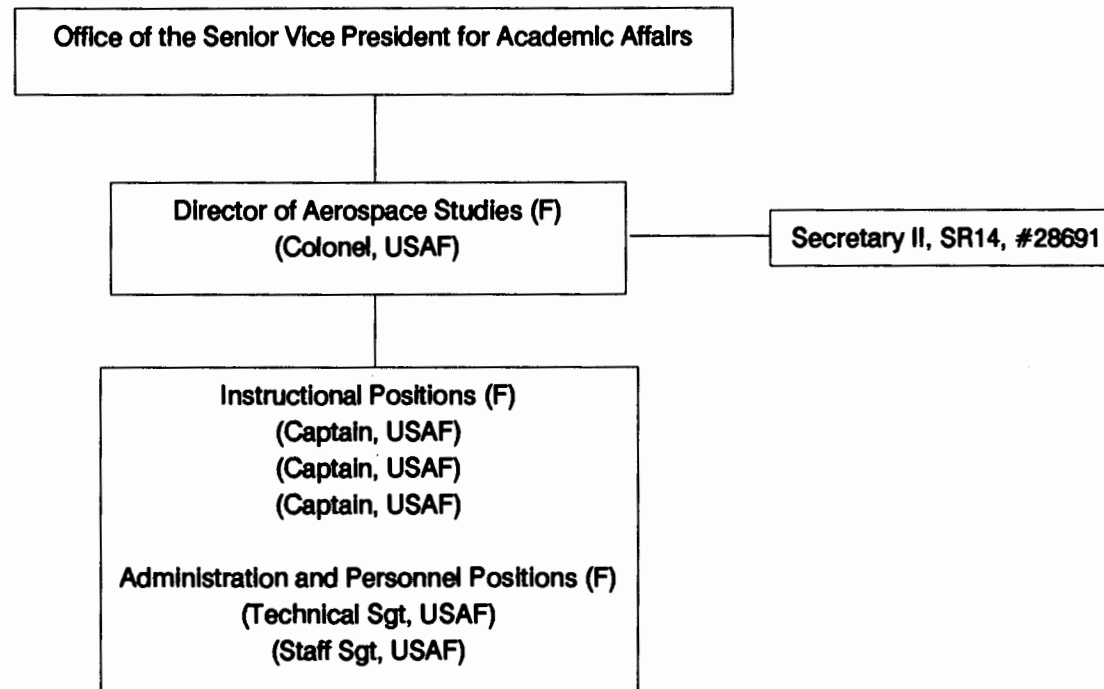 Office of the Senior Vice President for Academic Affairs
Director of Aerospace Studies (F)
(Colonel, USAF)
Secretary II, SR14, #28691
Instructional Positions (F)
(Captain, USAF)
(Captain, USAF)
(Captain, USAF)
Administration and Personnel Positions (F)
(Technical Sgt, USAF)
(Staff Sgt, USAF)